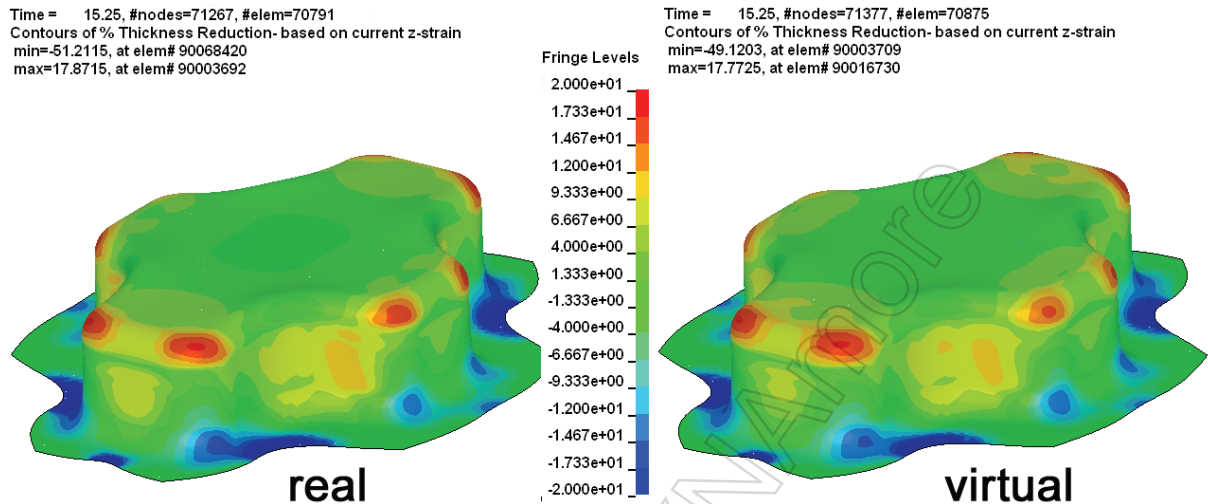 Time = 15.25, #nodes=71267, #elem=70791
Contours of % Thickness Reduction- based on current z-strain
min=-51.2115, at elem# 90068420
max=17.8715, at elem# 90003692
Time = 15.25, #nodes=71377, #elem=70875
Contours of % Thickness Reduction- based on current z-strain
min=-49.1203, at elem# 90003709
max=17.7725, at elem# 90016730
Fringe Levels
2.000e+01
1.733e+01
1.467e+01
1.200e+01
9.333e+00
6.667e+00
4.000e+00
1.333e+00
-1.333e+00
-4.000e+00
-6.667e+00
-9.333e+00
-1.200e+01
-1.467e+01
-1.733e+01
-2.000e+01
real
virtual